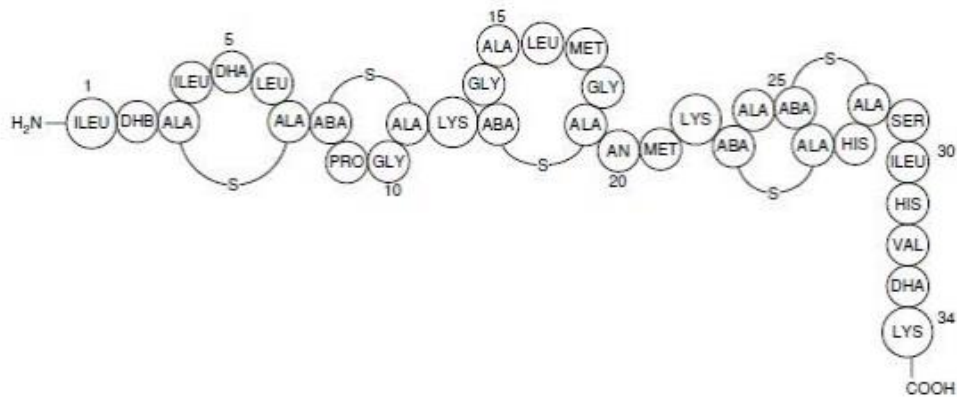 H₂N
1
ILEU
DHB
ALA
ILEU
5
DHA
LEU
ALA
S
ABA
PRO
GLY
10
ALA
S
LYS
ABA
GLY
15
ALA
LEU
MET
GLY
ALA
S
AN
20
MET
LYS
ABA
ALA
25
ABA
ALA
S
HIS
ALA
S
SER
ILEU
30
HIS
VAL
DHA
LYS
34
COOH